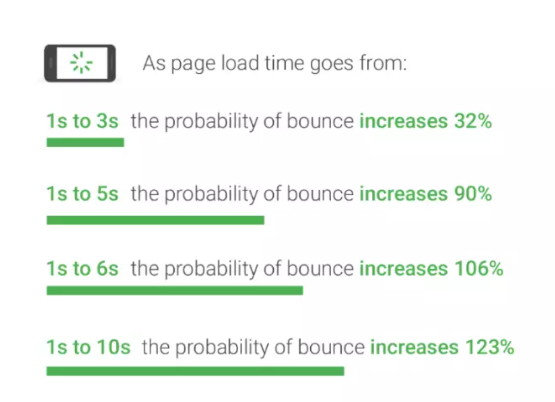 As page load time goes from:
1s to 3s the probability of bounce increases 32%
1s to 5s the probability of bounce increases 90%
1s to 6s the probability of bounce increases 106%
1s to 10s the probability of bounce increases 123%